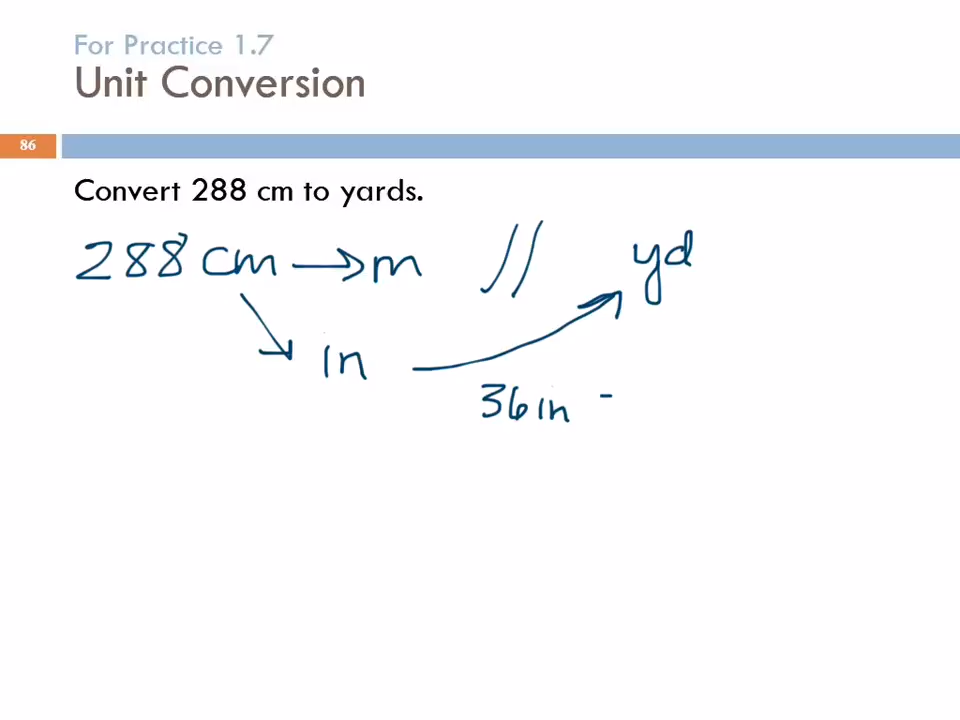 For Practice 1.7
Unit Conversion
86
Convert 288 cm to yards.
288 cm → m // yd
in
36 in -